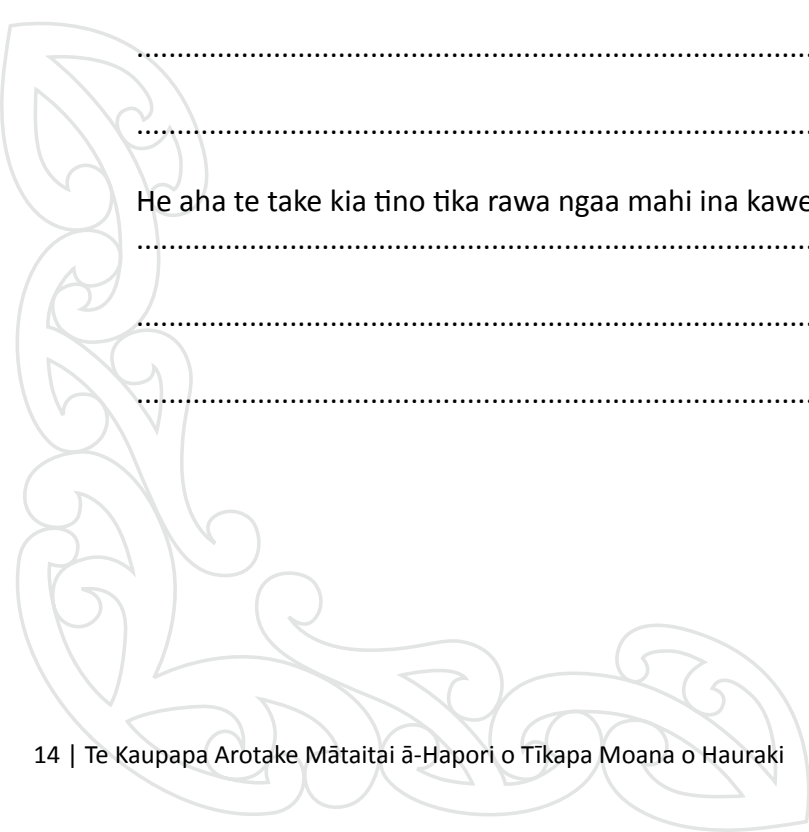 ................................................................................
................................................................................
He aha te take kia tino tika rawa ngaa mahi ina kawe
................................................................................
................................................................................
................................................................................
14 | Te Kaupapa Arotake Mātaitai ā-Hapori o Tīkapa Moana o Hauraki